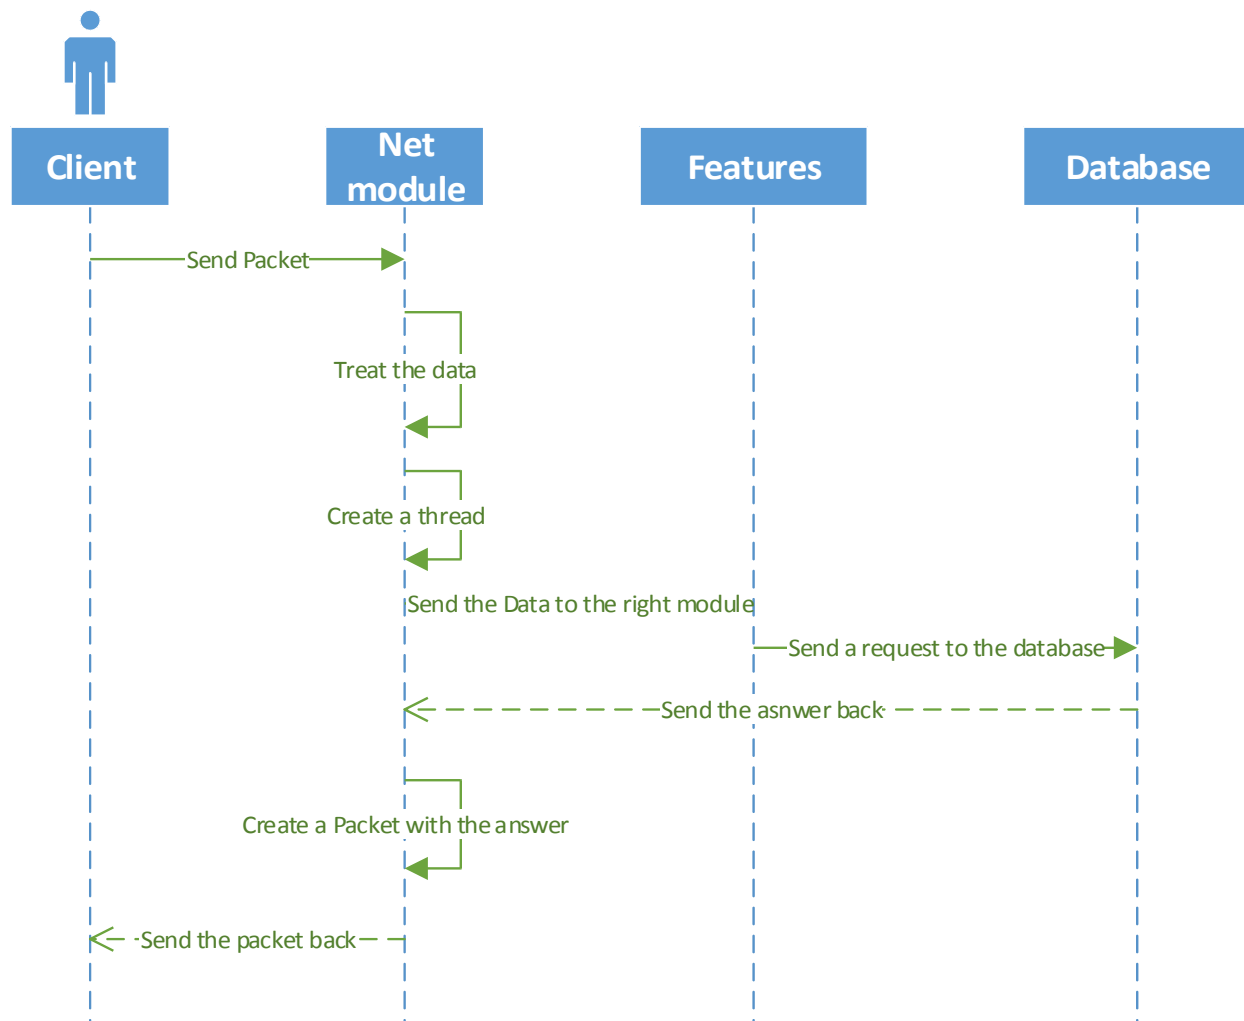 Client
Net
module
Features
Database
Send Packet
Treat the data
Create a thread
Send the Data to the right module
Send a request to the database
Send the asnwer back
Create a Packet with the answer
Send the packet back